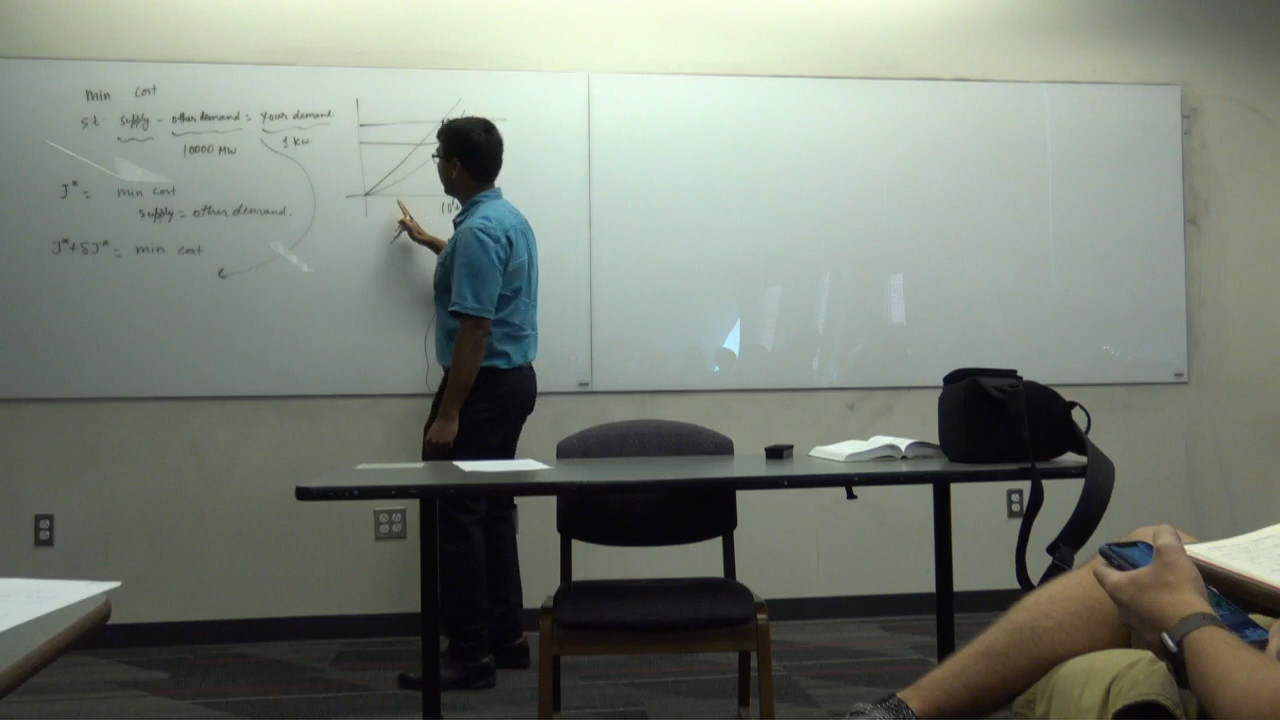 min cost
s.t. supply - other demand = your demand.
10000 MW 1 kW
J* = min cost
supply = other demand.
J*+δJ* = min cost